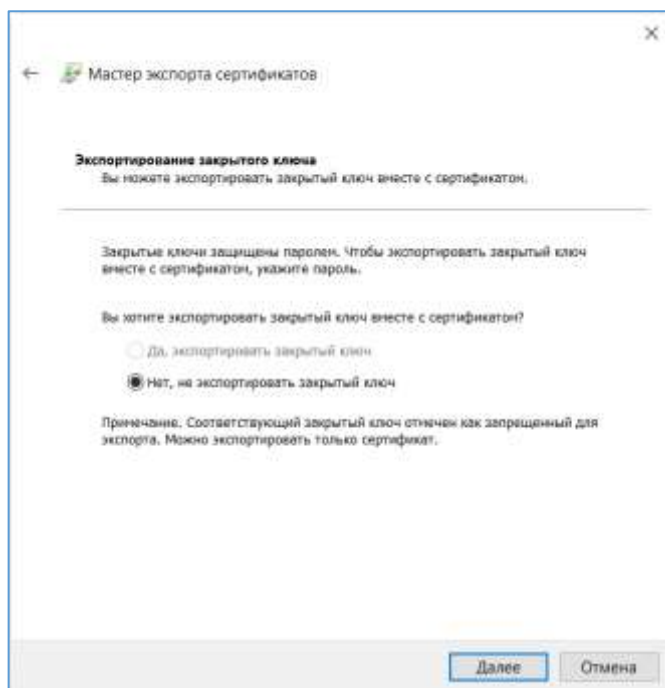 Мастер экспорта сертификатов
Экспортирование закрытого ключа
Вы можете экспортировать закрытый ключ вместе с сертификатом.
Закрытые ключи защищены паролем. Чтобы экспортировать закрытый ключ
вместе с сертификатом, укажите пароль.
Вы хотите экспортировать закрытый ключ вместе с сертификатом?
Да, экспортировать закрытый ключ
Нет, не экспортировать закрытый ключ
Примечание. Соответствующий закрытый ключ отмечен как запрещенный для
экспорта. Можно экспортировать только сертификат.
Далее
Отмена